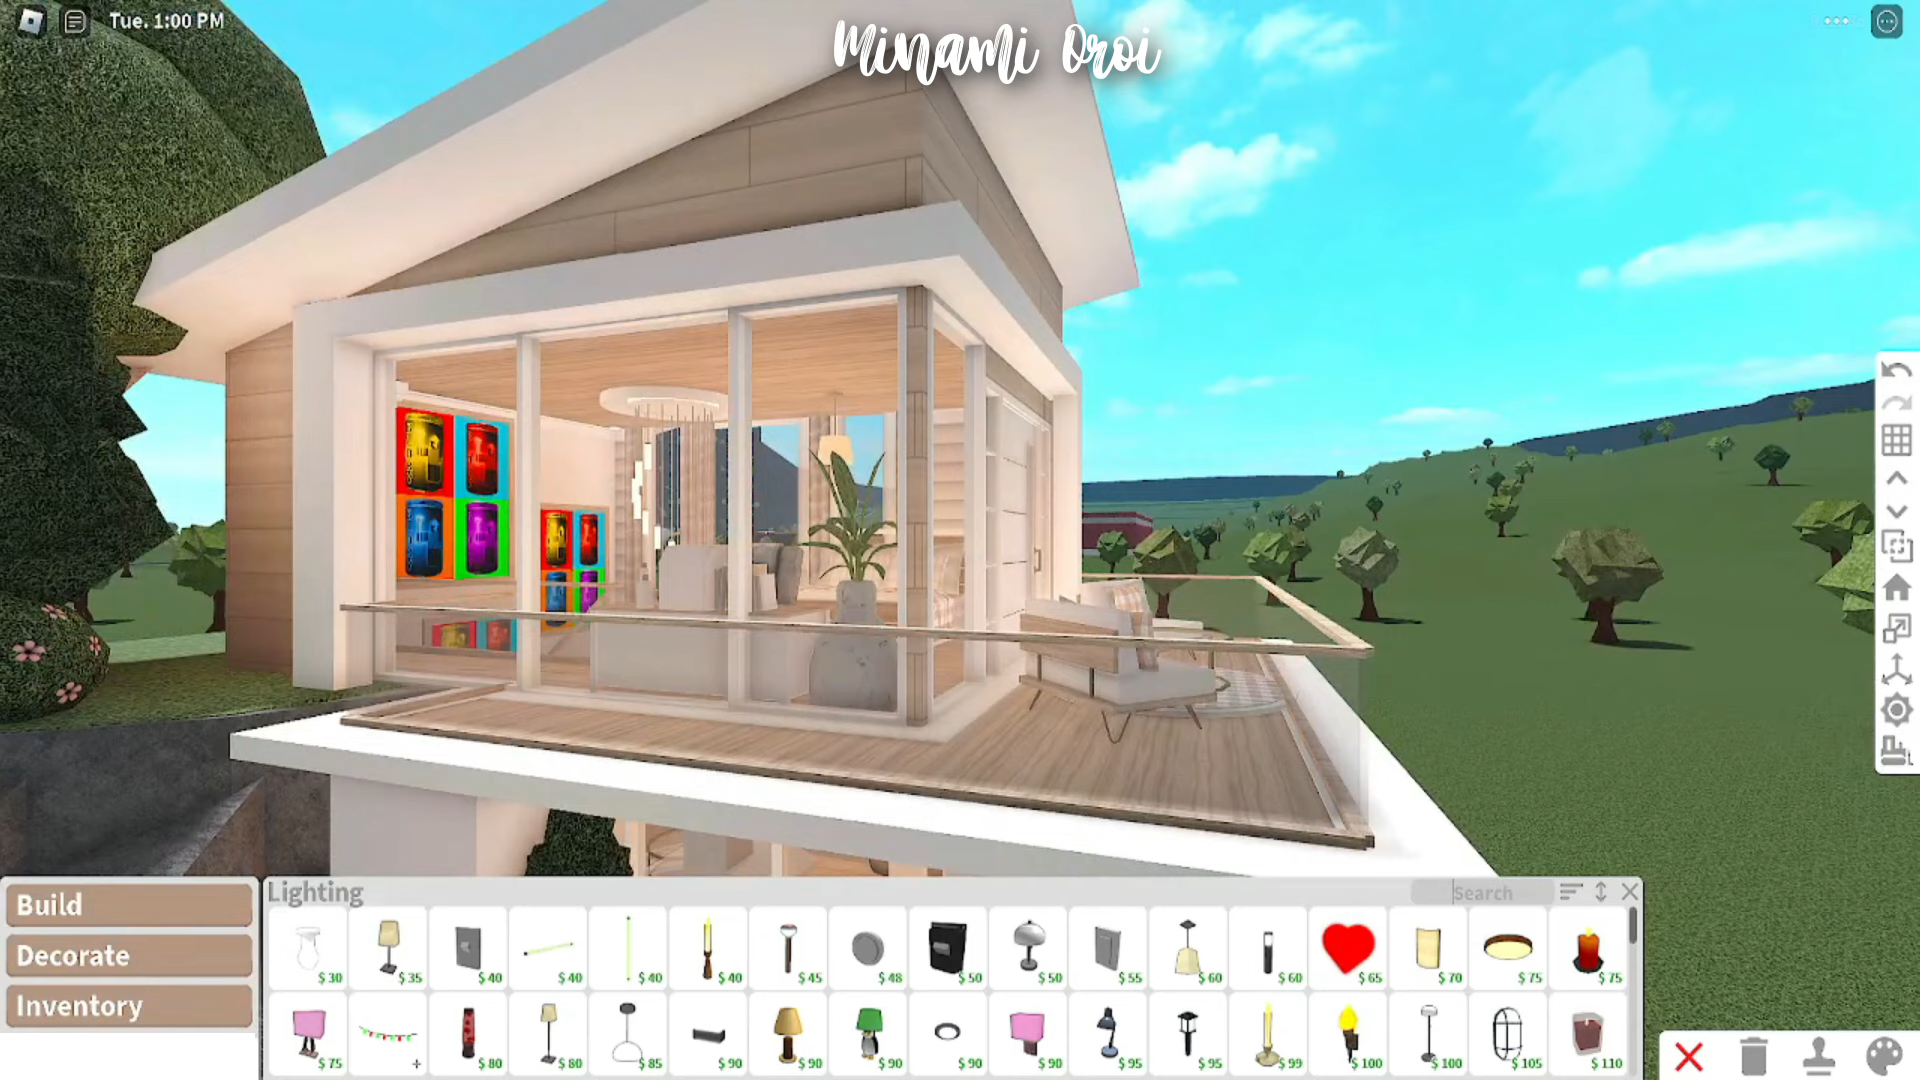 Tue. 1:00 PM
Minami Oroi
Build
Decorate
Inventory
Lighting
Search
$30 $35 $40 $40 $40 $40 $45 $48 $50 $50 $55 $60 $60 $65 $70 $75 $75
$75 + $80 $80 $85 $90 $90 $90 $90 $90 $95 $95 $99 $100 $100 $105 $110